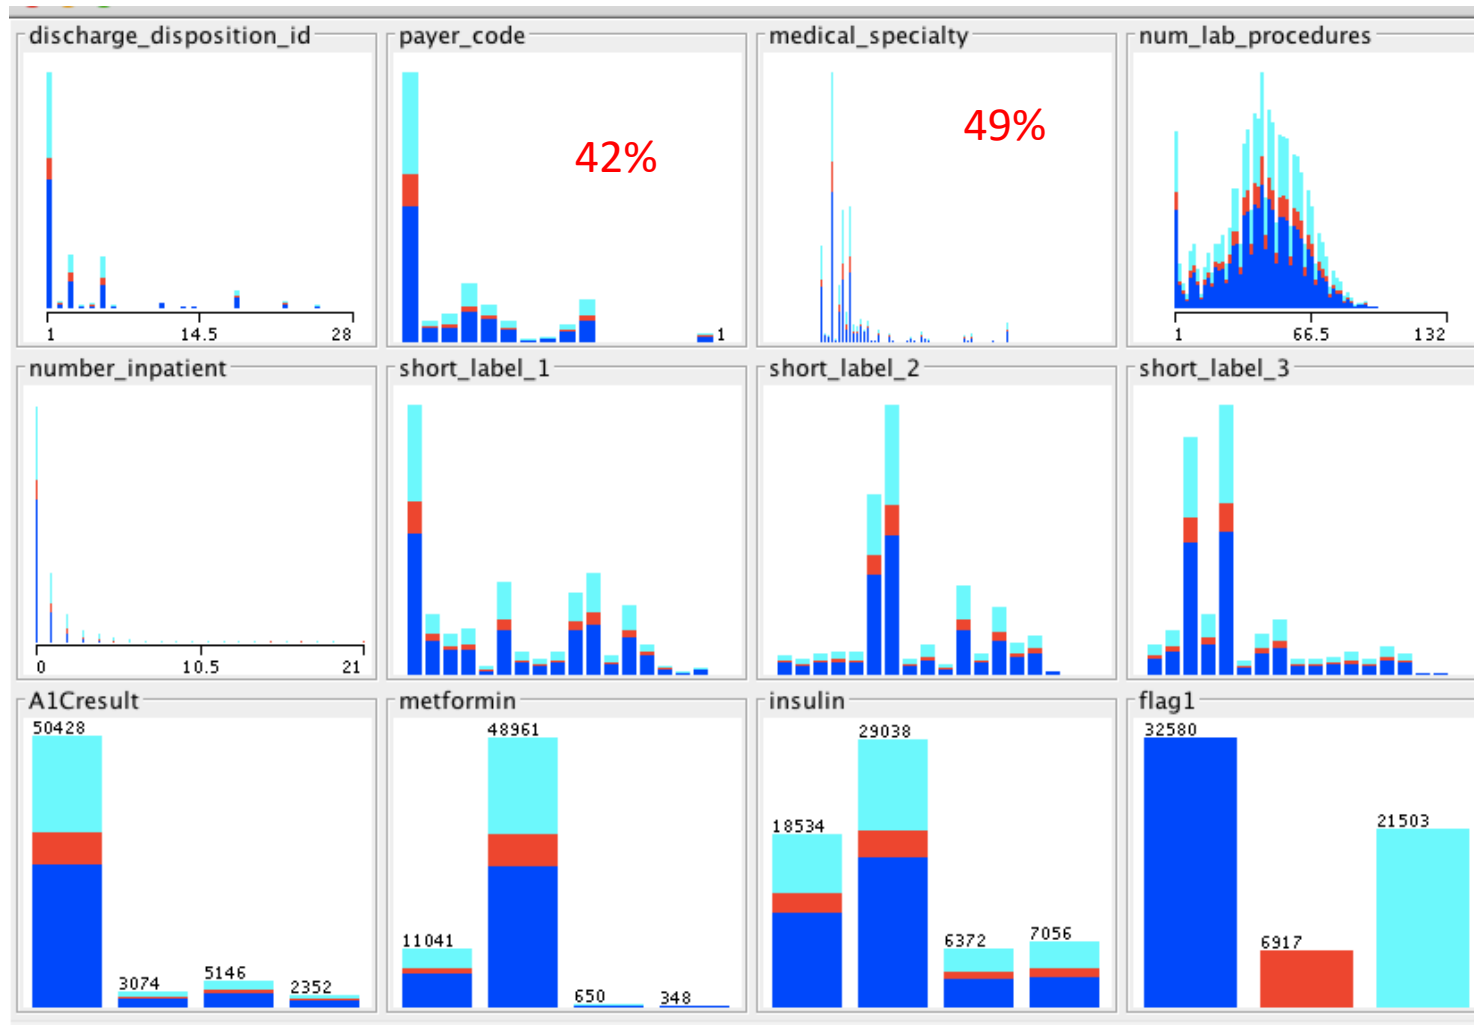 discharge_disposition_id
payer_code
medical_specialty
num_lab_procedures
42%
49%
1 14.5 28
1
1 66.5 132
number_inpatient
short_label_1
short_label_2
short_label_3
0 10.5 21
A1Cresult
metformin
insulin
flag1
50428
3074
5146
2352
48961
11041
650
348
29038
18534
6372
7056
32580
6917
21503